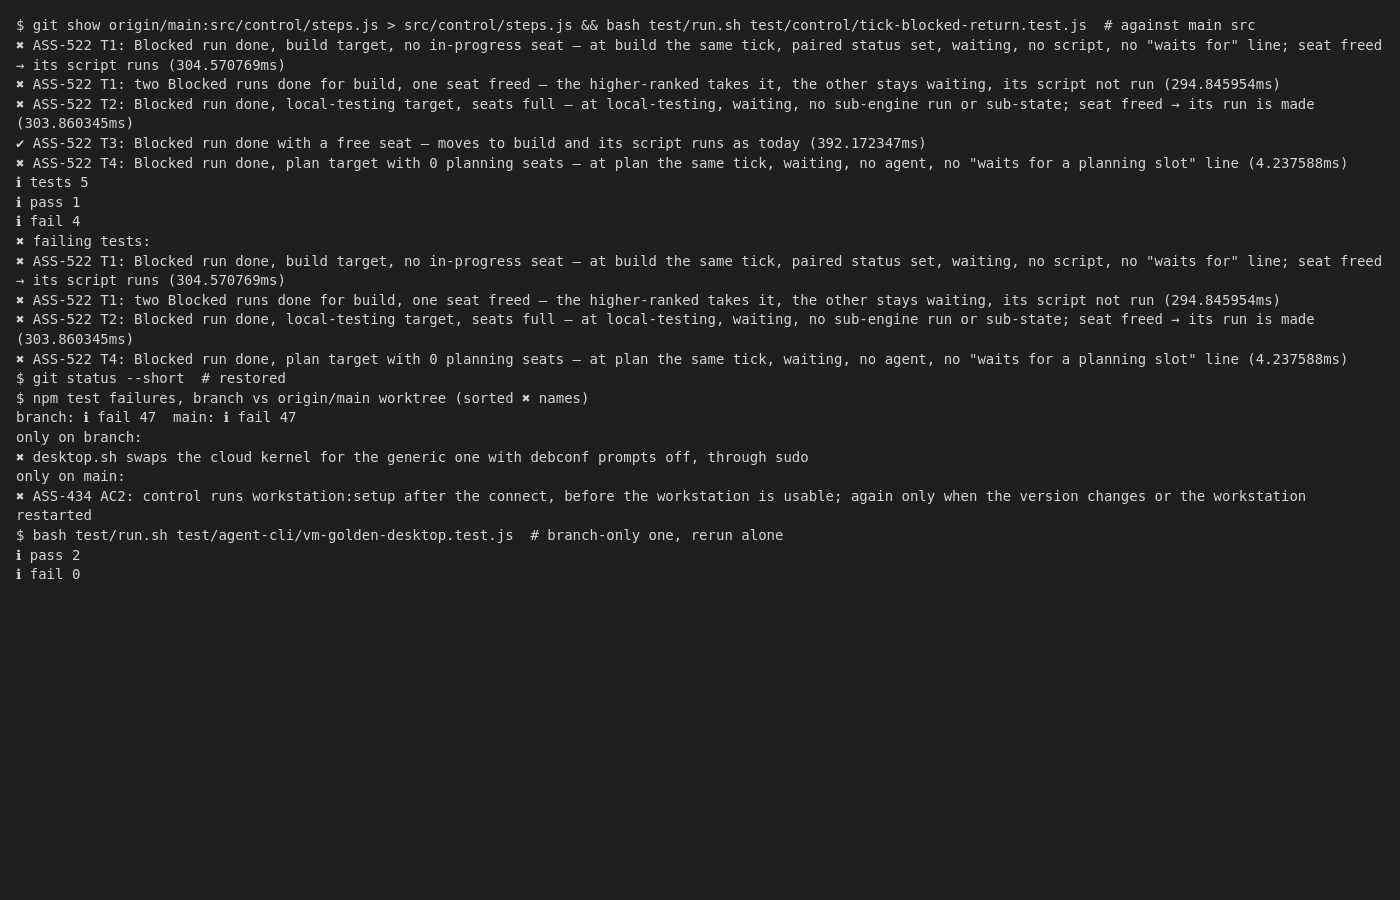 $ git show origin/main:src/control/steps.js > src/control/steps.js && bash test/run.sh test/control/tick-blocked-return.test.js  # against main src
✖ ASS-522 T1: Blocked run done, build target, no in-progress seat — at build the same tick, paired status set, waiting, no script, no "waits for" line; seat freed
→ its script runs (304.570769ms)
✖ ASS-522 T1: two Blocked runs done for build, one seat freed — the higher-ranked takes it, the other stays waiting, its script not run (294.845954ms)
✖ ASS-522 T2: Blocked run done, local-testing target, seats full — at local-testing, waiting, no sub-engine run or sub-state; seat freed → its run is made
(303.860345ms)
✔ ASS-522 T3: Blocked run done with a free seat — moves to build and its script runs as today (392.172347ms)
✖ ASS-522 T4: Blocked run done, plan target with 0 planning seats — at plan the same tick, waiting, no agent, no "waits for a planning slot" line (4.237588ms)
ℹ tests 5
ℹ pass 1
ℹ fail 4
✖ failing tests:
✖ ASS-522 T1: Blocked run done, build target, no in-progress seat — at build the same tick, paired status set, waiting, no script, no "waits for" line; seat freed
→ its script runs (304.570769ms)
✖ ASS-522 T1: two Blocked runs done for build, one seat freed — the higher-ranked takes it, the other stays waiting, its script not run (294.845954ms)
✖ ASS-522 T2: Blocked run done, local-testing target, seats full — at local-testing, waiting, no sub-engine run or sub-state; seat freed → its run is made
(303.860345ms)
✖ ASS-522 T4: Blocked run done, plan target with 0 planning seats — at plan the same tick, waiting, no agent, no "waits for a planning slot" line (4.237588ms)
$ git status --short  # restored
$ npm test failures, branch vs origin/main worktree (sorted ✖ names)
branch: ℹ fail 47  main: ℹ fail 47
only on branch:
✖ desktop.sh swaps the cloud kernel for the generic one with debconf prompts off, through sudo
only on main:
✖ ASS-434 AC2: control runs workstation:setup after the connect, before the workstation is usable; again only when the version changes or the workstation
restarted
$ bash test/run.sh test/agent-cli/vm-golden-desktop.test.js  # branch-only one, rerun alone
ℹ pass 2
ℹ fail 0